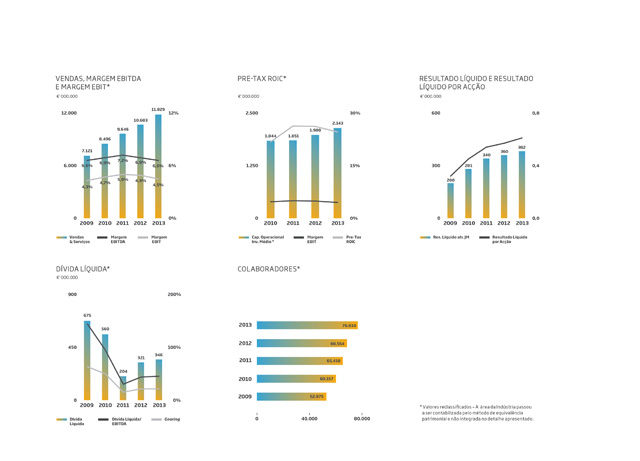 VENDAS, MARGEM EBITDA
E MARGEM EBIT*
€'000.000
12.000
12%
6.000
6%
0
0%
7.121
8.496
9.646
10.683
11.829
2009 2010 2011 2012 2013
Vendas
& Serviços
Margem
EBITDA
Margem
EBIT
PRE-TAX ROIC*
€'000.000
2.500
30%
1.250
15%
0
0%
1.844
1.851
1.989
2.143
2010 2011 2012 2013
Cap. Operacional
Inv. Médio*
Margem
EBIT
Pre-Tax
ROIC
RESULTADO LÍQUIDO E RESULTADO
LÍQUIDO POR ACÇÃO
€'000.000
600
0,8
300
0,4
0
0,0
200
281
340
360
382
2009 2010 2011 2012 2013
Res. Líquido atr. JM
Resultado Líquido
por Acção
DÍVIDA LÍQUIDA*
€'000.000
900
200%
450
100%
0
0%
675
560
204
321
346
2009 2010 2011 2012 2013
Dívida
Líquida
Dívida Líquida/
EBITDA
Gearing
COLABORADORES*
2013
2012
2011
2010
2009
0 40.000 80.000
* Valores reclassificados – A área da Indústria passou
a ser contabilizada pelo método de equivalência
patrimonial e não integrada no detalhe apresentado.